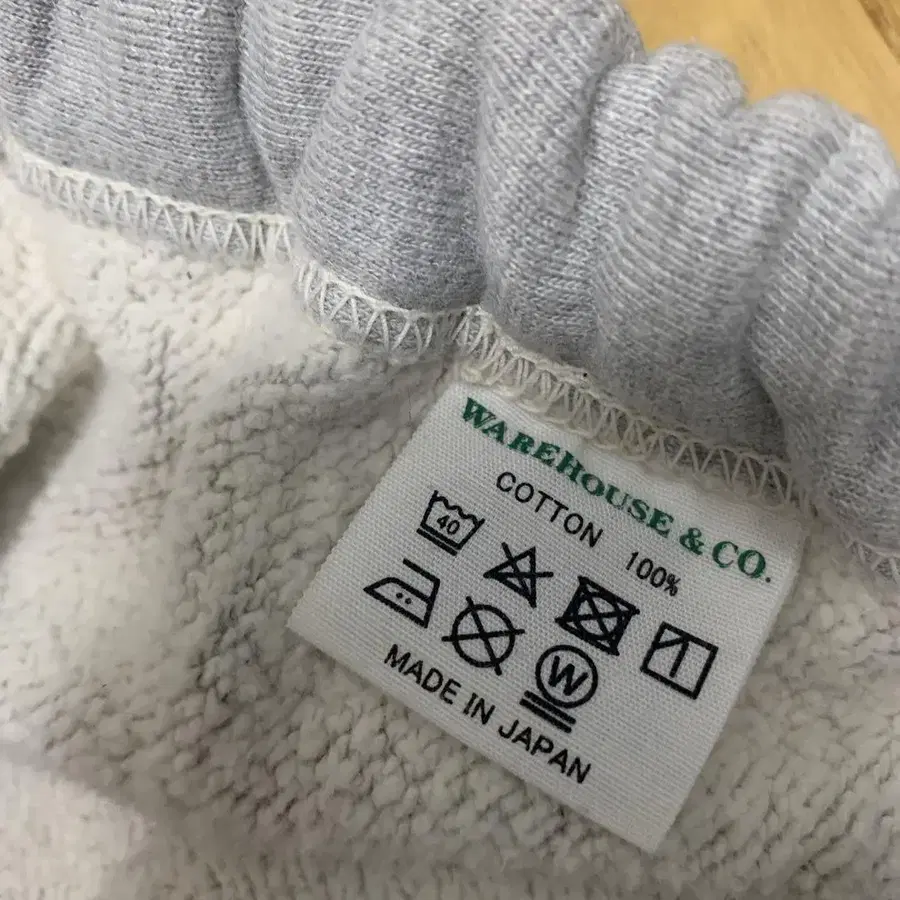 WAREHOUSE & CO.
COTTON 100%
40
W
MADE IN JAPAN